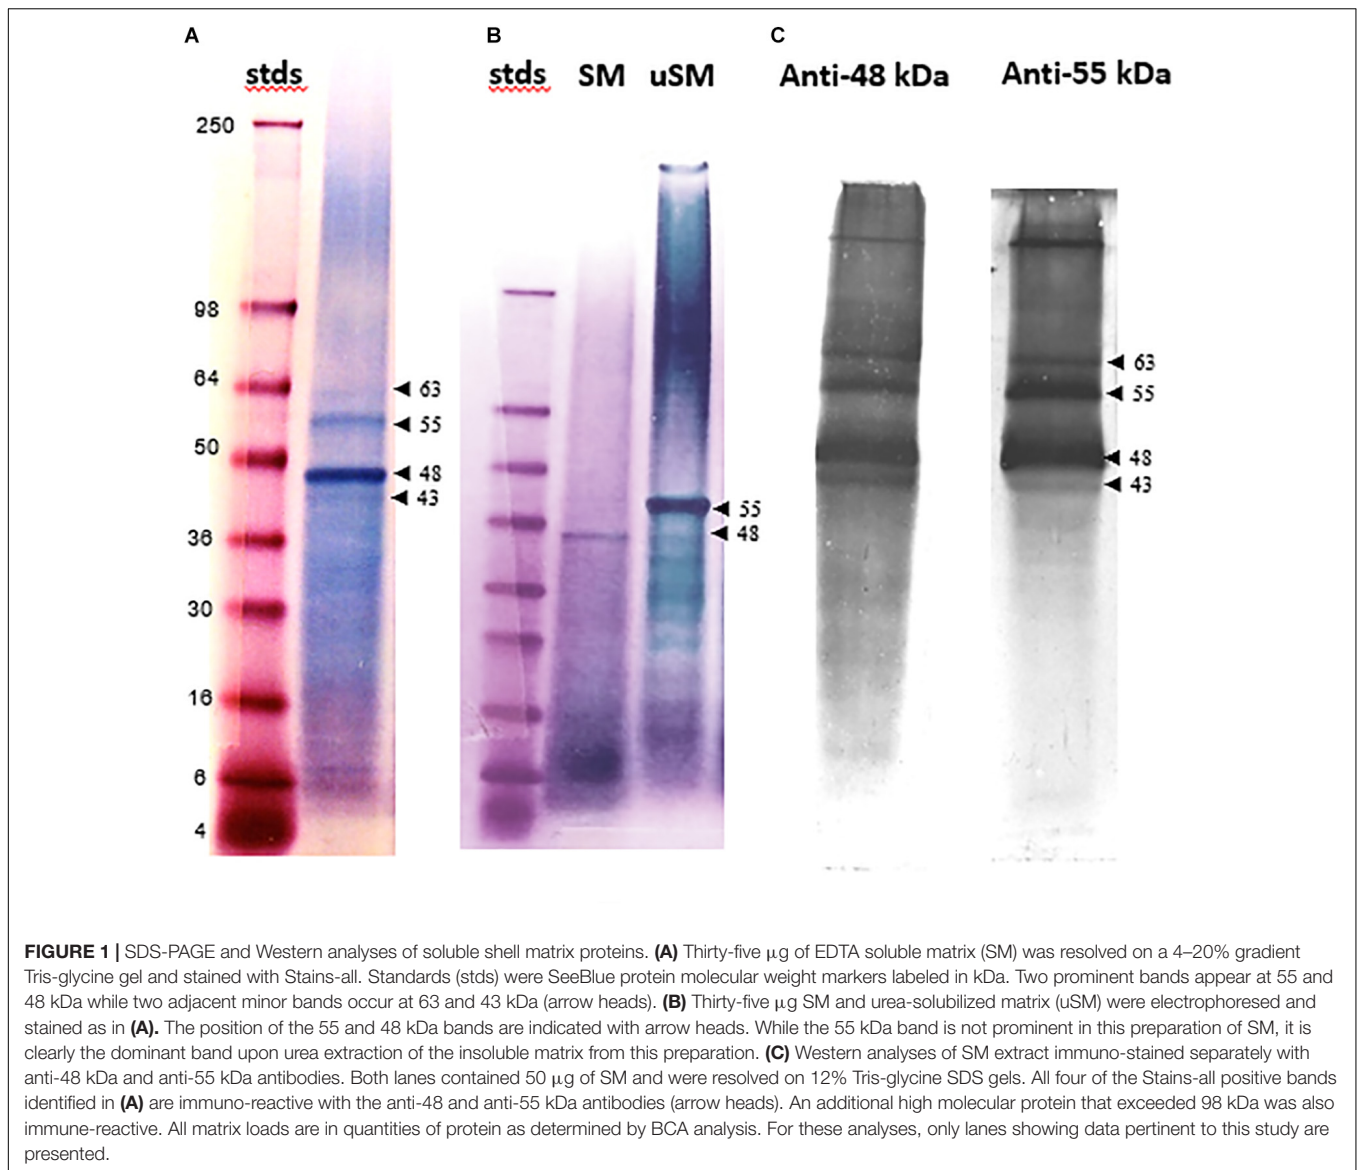 A
B
C
stds
stds
SM
uSM
Anti-48 kDa
Anti-55 kDa
250
98
64
50
36
30
16
6
4
63
55
48
43
55
48
63
55
48
43
FIGURE 1 | SDS-PAGE and Western analyses of soluble shell matrix proteins. (A) Thirty-five μg of EDTA soluble matrix (SM) was resolved on a 4–20% gradient
Tris-glycine gel and stained with Stains-all. Standards (stds) were SeeBlue protein molecular weight markers labeled in kDa. Two prominent bands appear at 55 and
48 kDa while two adjacent minor bands occur at 63 and 43 kDa (arrow heads). (B) Thirty-five μg SM and urea-solubilized matrix (uSM) were electrophoresed and
stained as in (A). The position of the 55 and 48 kDa bands are indicated with arrow heads. While the 55 kDa band is not prominent in this preparation of SM, it is
clearly the dominant band upon urea extraction of the insoluble matrix from this preparation. (C) Western analyses of SM extract immuno-stained separately with
anti-48 kDa and anti-55 kDa antibodies. Both lanes contained 50 μg of SM and were resolved on 12% Tris-glycine SDS gels. All four of the Stains-all positive bands
identified in (A) are immuno-reactive with the anti-48 and anti-55 kDa antibodies (arrow heads). An additional high molecular protein that exceeded 98 kDa was also
immune-reactive. All matrix loads are in quantities of protein as determined by BCA analysis. For these analyses, only lanes showing data pertinent to this study are
presented.